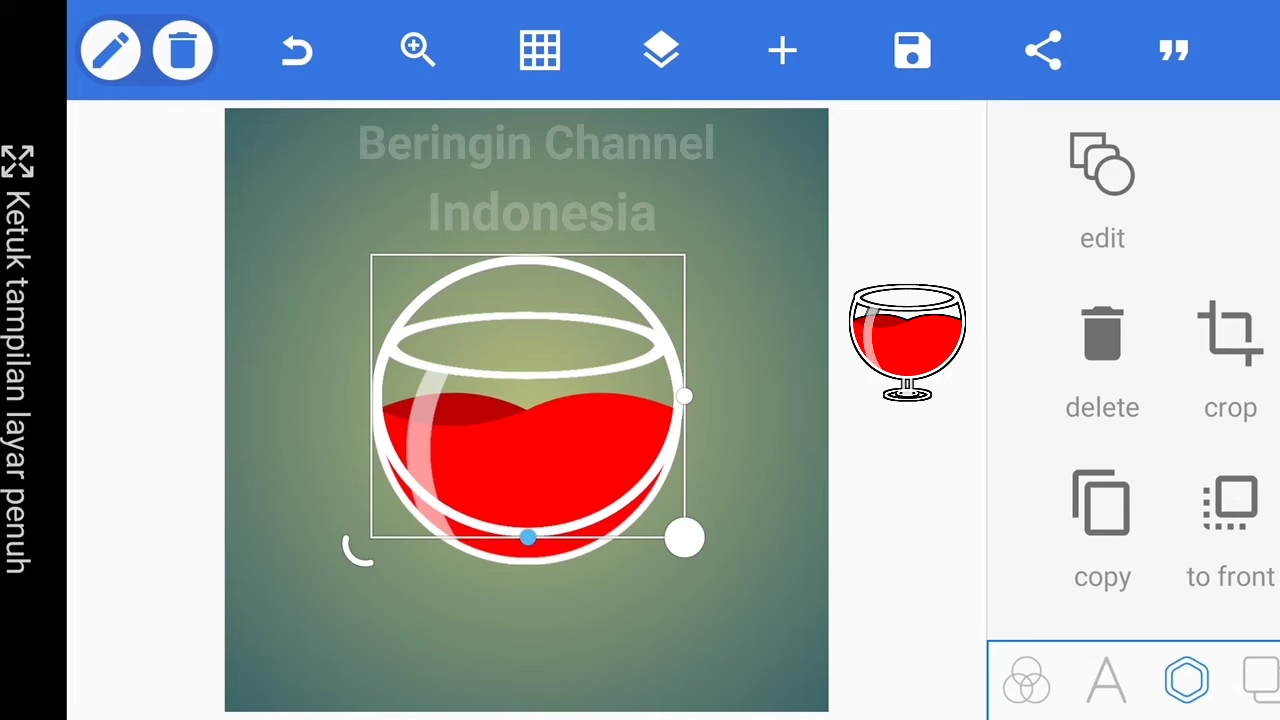 Ketuk tampilan layar penuh
Beringin Channel
Indonesia
edit
delete
crop
copy
to front